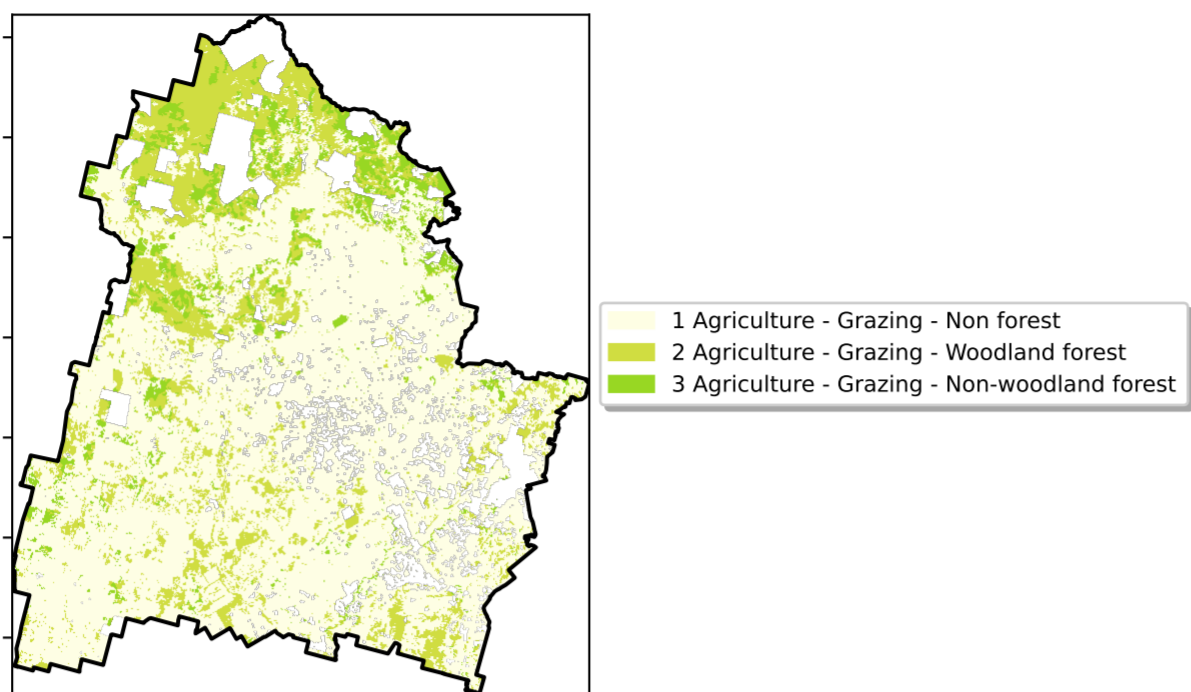 1 Agriculture - Grazing - Non forest
2 Agriculture - Grazing - Woodland forest
3 Agriculture - Grazing - Non-woodland forest